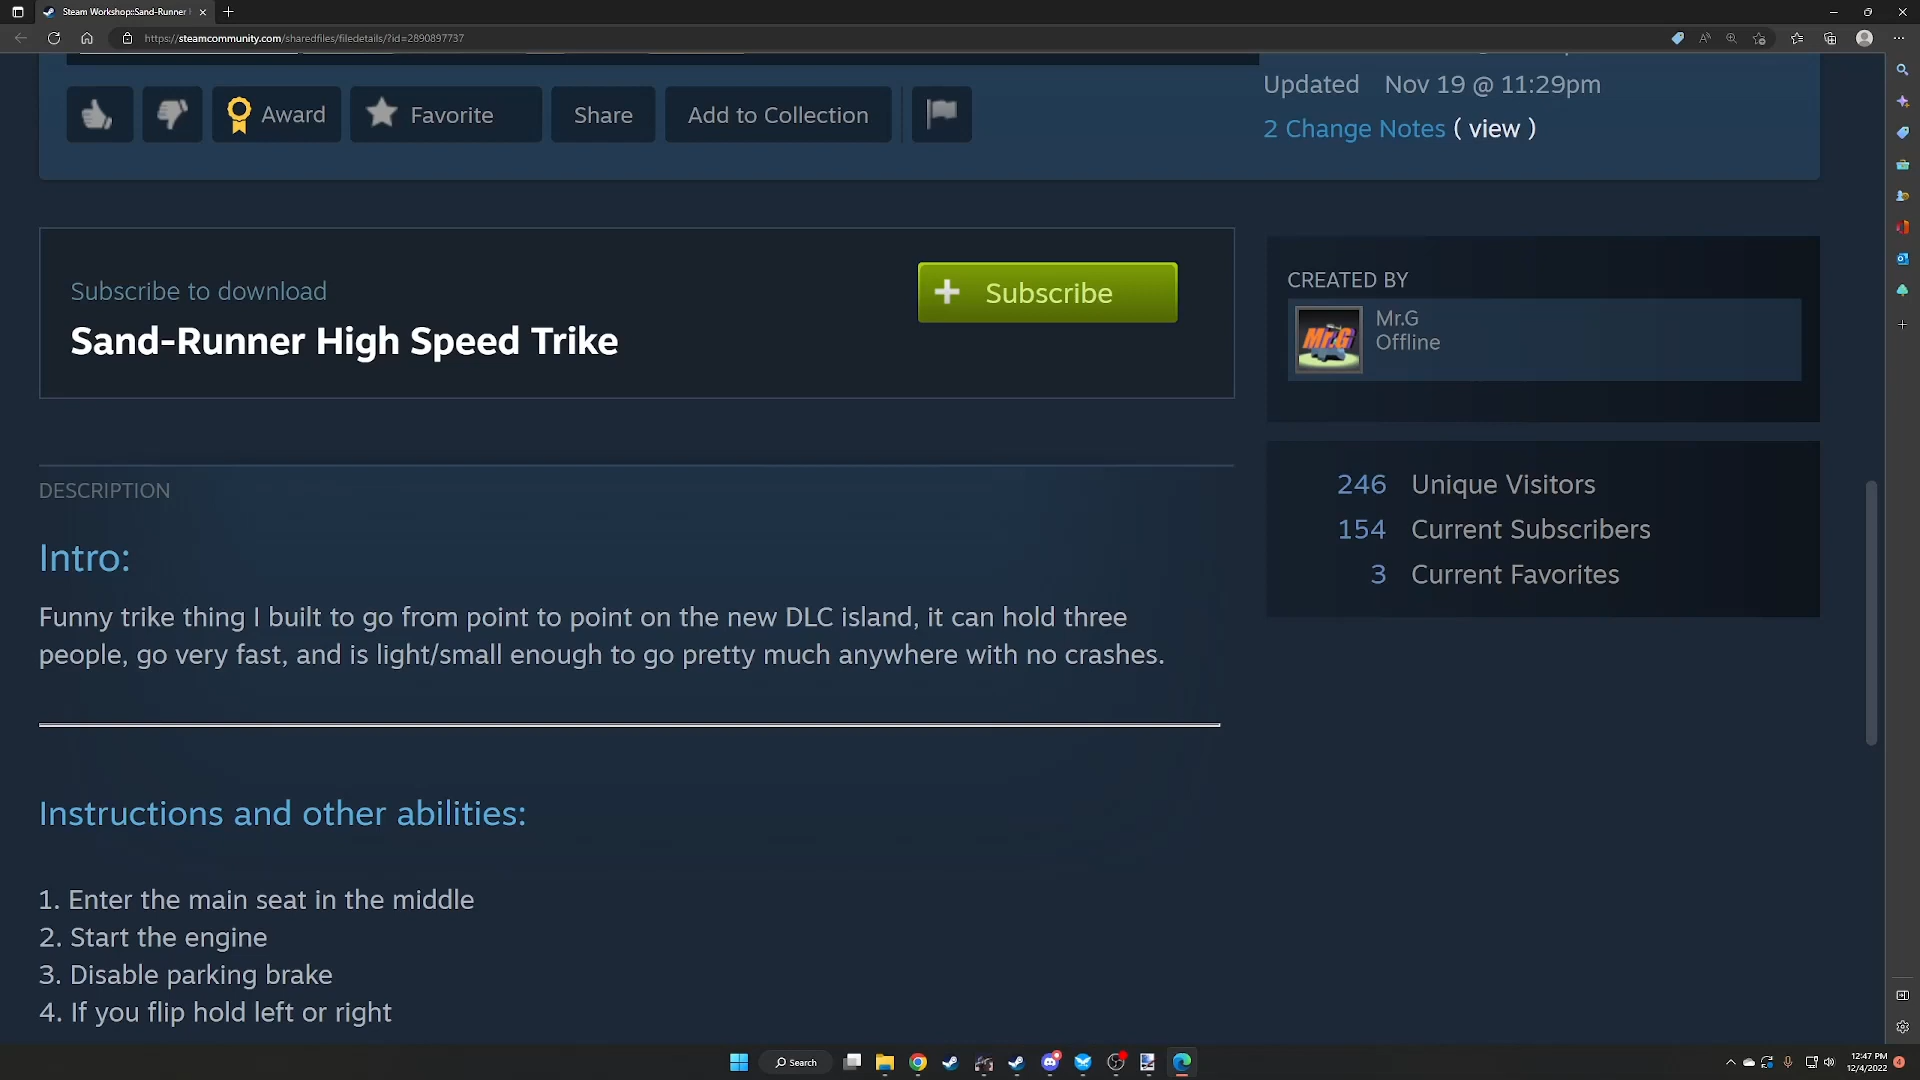 Steam Workshop::Sand-Runner H
https://steamcommunity.com/sharedfiles/filedetails/?id=2890897737
Updated Nov 19 @ 11:29pm
Award Favorite Share Add to Collection
2 Change Notes ( view )
Subscribe to download
Subscribe
Sand-Runner High Speed Trike
CREATED BY
Mr.G
Mr.G
Offline
246 Unique Visitors
154 Current Subscribers
3 Current Favorites
DESCRIPTION
Intro:
Funny trike thing I built to go from point to point on the new DLC island, it can hold three
people, go very fast, and is light/small enough to go pretty much anywhere with no crashes.
Instructions and other abilities:
1. Enter the main seat in the middle
2. Start the engine
3. Disable parking brake
4. If you flip hold left or right
Search
12:47 PM
12/4/2022
4